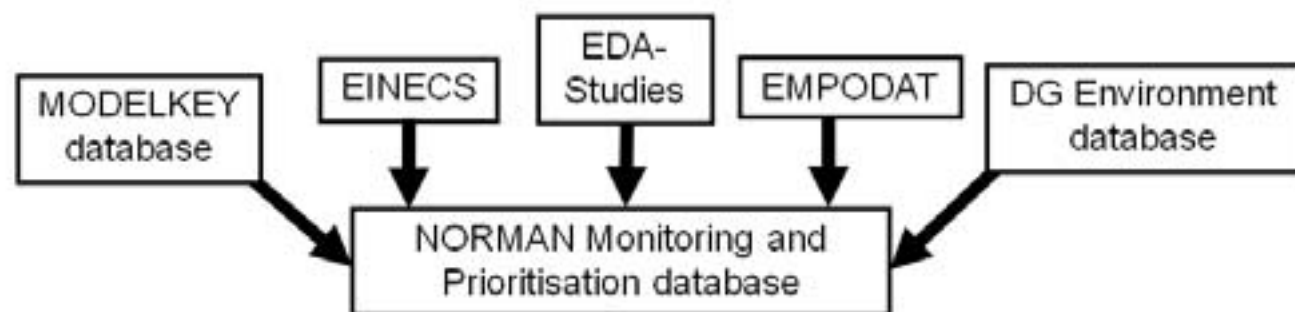 MODELKEY
database
EINECS
EDA-
Studies
EMPODAT
DG Environment
database
NORMAN Monitoring and
Prioritisation database